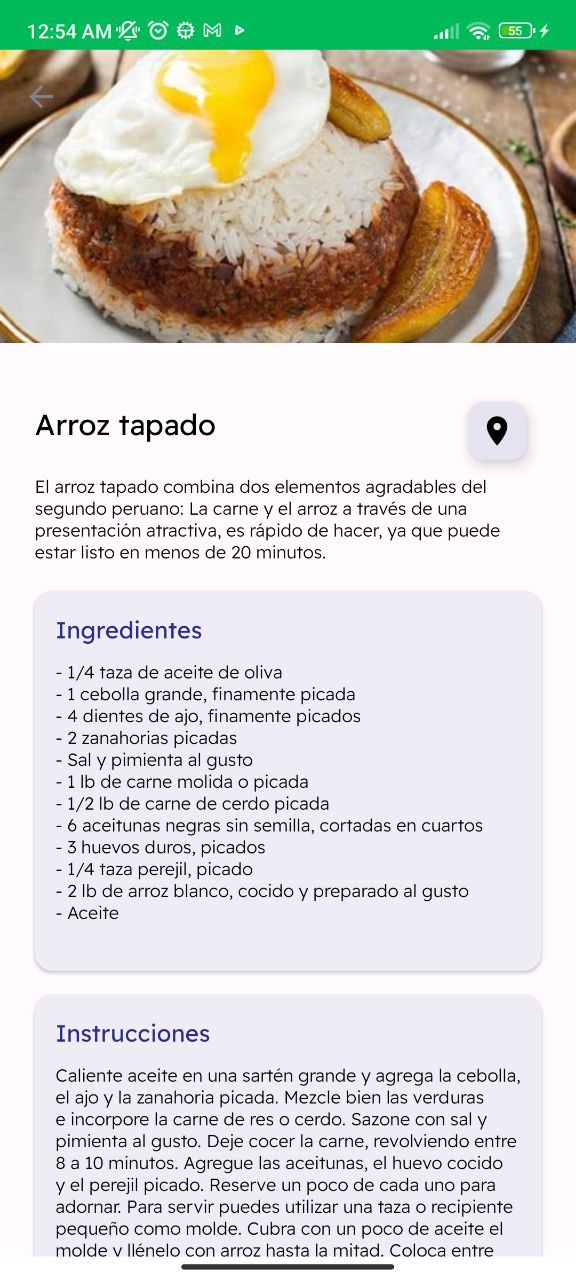 12:54 AM
55
Arroz tapado
El arroz tapado combina dos elementos agradables del
segundo peruano: La carne y el arroz a través de una
presentación atractiva, es rápido de hacer, ya que puede
estar listo en menos de 20 minutos.
Ingredientes
- 1/4 taza de aceite de oliva
- 1 cebolla grande, finamente picada
- 4 dientes de ajo, finamente picados
- 2 zanahorias picadas
- Sal y pimienta al gusto
- 1 lb de carne molida o picada
- 1/2 lb de carne de cerdo picada
- 6 aceitunas negras sin semilla, cortadas en cuartos
- 3 huevos duros, picados
- 1/4 taza perejil, picado
- 2 lb de arroz blanco, cocido y preparado al gusto
- Aceite
Instrucciones
Caliente aceite en una sartén grande y agrega la cebolla,
el ajo y la zanahoria picada. Mezcle bien las verduras
e incorpore la carne de res o cerdo. Sazone con sal y
pimienta al gusto. Deje cocer la carne, revolviendo entre
8 a 10 minutos. Agregue las aceitunas, el huevo cocido
y el perejil picado. Reserve un poco de cada uno para
adornar. Para servir puedes utilizar una taza o recipiente
pequeño como molde. Cubra con un poco de aceite el
molde y llénelo con arroz hasta la mitad. Coloca entre